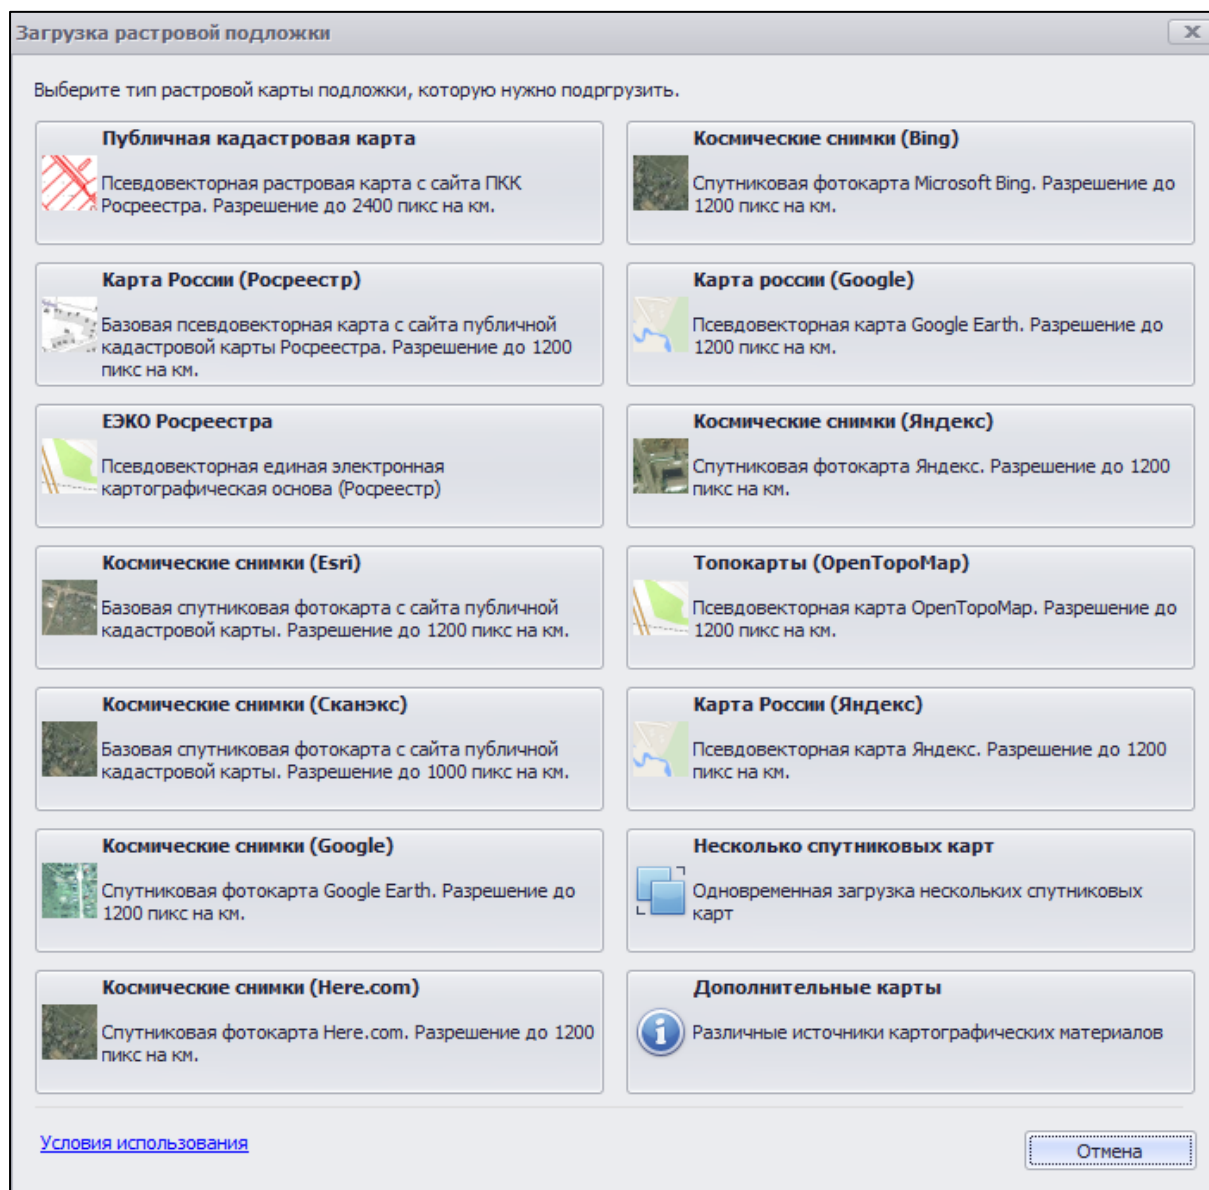 Загрузка растровой подложки
Выберите тип растровой карты подложки, которую нужно подргрузить.
Публичная кадастровая карта
Псевдовекторная растровая карта с сайта ПКК
Росреестра. Разрешение до 2400 пикс на км.
Космические снимки (Bing)
Спутниковая фотокарта Microsoft Bing. Разрешение до
1200 пикс на км.
Карта России (Росреестр)
Базовая псевдовекторная карта с сайта публичной
кадастровой карты Росреестра. Разрешение до 1200
пикс на км.
Карта россии (Google)
Псевдовекторная карта Google Earth. Разрешение до
1200 пикс на км.
ЕЭКО Росреестра
Псевдовекторная единая электронная
картографическая основа (Росреестр)
Космические снимки (Яндекс)
Спутниковая фотокарта Яндекс. Разрешение до 1200
пикс на км.
Космические снимки (Esri)
Базовая спутниковая фотокарта с сайта публичной
кадастровой карты. Разрешение до 1200 пикс на км.
Топокарты (OpenTopoMap)
Псевдовекторная карта OpenTopoMap. Разрешение до
1200 пикс на км.
Космические снимки (Сканэкс)
Базовая спутниковая фотокарта с сайта публичной
кадастровой карты. Разрешение до 1000 пикс на км.
Карта России (Яндекс)
Псевдовекторная карта Яндекс. Разрешение до 1200
пикс на км.
Космические снимки (Google)
Спутниковая фотокарта Google Earth. Разрешение до
1200 пикс на км.
Несколько спутниковых карт
Одновременная загрузка нескольких спутниковых
карт
Космические снимки (Here.com)
Спутниковая фотокарта Here.com. Разрешение до 1200
пикс на км.
Дополнительные карты
Различные источники картографических материалов
Условия использования
Отмена